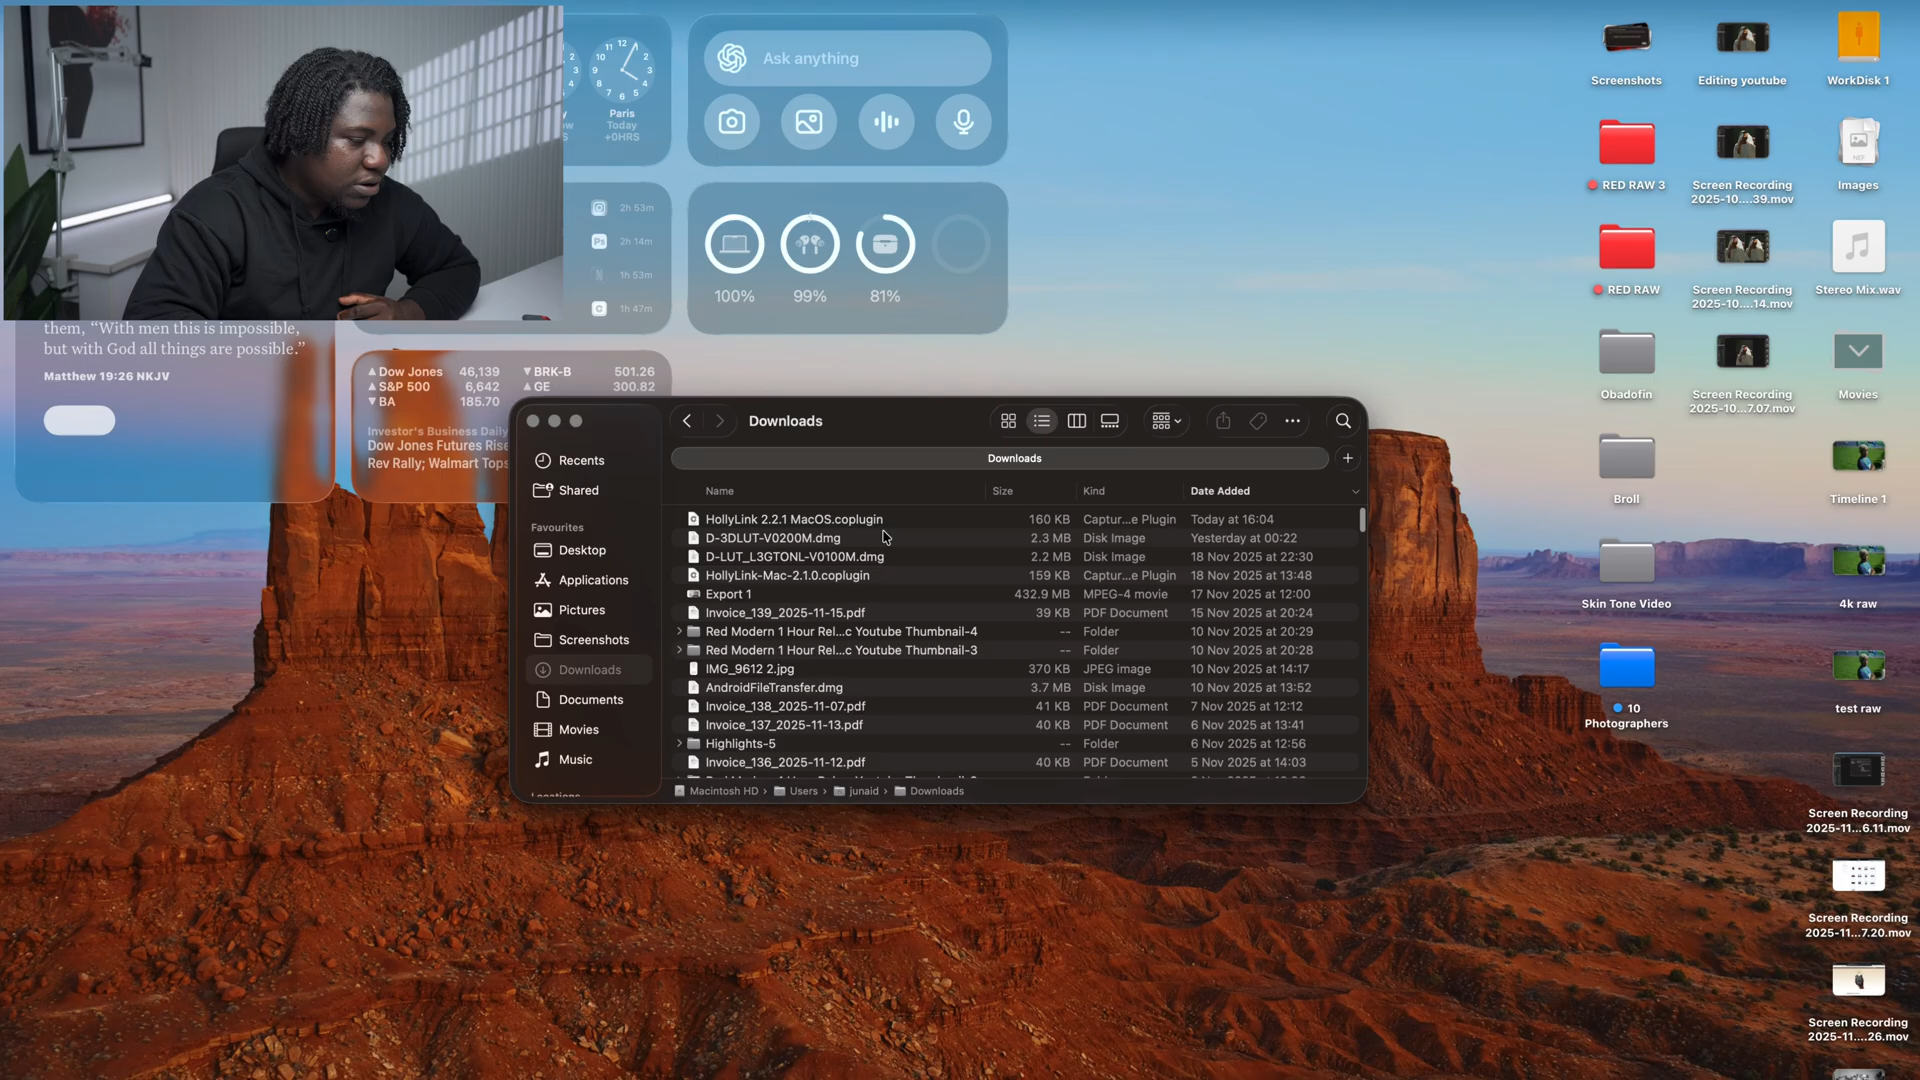 Ask anything
12
11
1
10
2
9
3
8
4
7
5
6
Paris
Today
+0HRS
2h 53m
Ps
2h 14m
1h 53m
1h 47m
100%
99%
81%
them, “With men this is impossible,
but with God all things are possible.”
Matthew 19:26 NKJV
Dow Jones 46,139
S&P 500 6,642
BA 185.70
BRK-B 501.26
GE 300.82
Investor's Business Daily
Dow Jones Futures Rise
Rev Rally; Walmart Tops
Downloads
Downloads
Recents
Shared
Favourites
Desktop
Applications
Pictures
Screenshots
Downloads
Documents
Movies
Music
Locations
Name Size Kind Date Added
HollyLink 2.2.1 MacOS.coplugin 160 KB Captur...e Plugin Today at 16:04
D-3DLUT-V0200M.dmg 2.3 MB Disk Image Yesterday at 00:22
D-LUT_L3GTONL-V0100M.dmg 2.2 MB Disk Image 18 Nov 2025 at 22:30
HollyLink-Mac-2.1.0.coplugin 159 KB Captur...e Plugin 18 Nov 2025 at 13:48
Export 1 432.9 MB MPEG-4 movie 17 Nov 2025 at 12:00
Invoice_139_2025-11-15.pdf 39 KB PDF Document 15 Nov 2025 at 20:24
Red Modern 1 Hour Rel...c Youtube Thumbnail-4 -- Folder 10 Nov 2025 at 20:29
Red Modern 1 Hour Rel...c Youtube Thumbnail-3 -- Folder 10 Nov 2025 at 20:28
IMG_9612 2.jpg 370 KB JPEG image 10 Nov 2025 at 14:17
AndroidFileTransfer.dmg 3.7 MB Disk Image 10 Nov 2025 at 13:52
Invoice_138_2025-11-07.pdf 41 KB PDF Document 7 Nov 2025 at 12:12
Invoice_137_2025-11-13.pdf 40 KB PDF Document 6 Nov 2025 at 13:41
Highlights-5 -- Folder 6 Nov 2025 at 12:56
Invoice_136_2025-11-12.pdf 40 KB PDF Document 5 Nov 2025 at 14:03
Macintosh HD › Users › junaid › Downloads
Screenshots
Editing youtube
WorkDisk 1
RED RAW 3
Screen Recording
2025-10....39.mov
NEF
Images
RED RAW
Screen Recording
2025-10....14.mov
Stereo Mix.wav
Obadofin
Screen Recording
2025-10...7.07.mov
Movies
Broll
Timeline 1
Skin Tone Video
4k raw
10
Photographers
test raw
Screen Recording
2025-11...6.11.mov
Screen Recording
2025-11...7.20.mov
Screen Recording
2025-11....26.mov